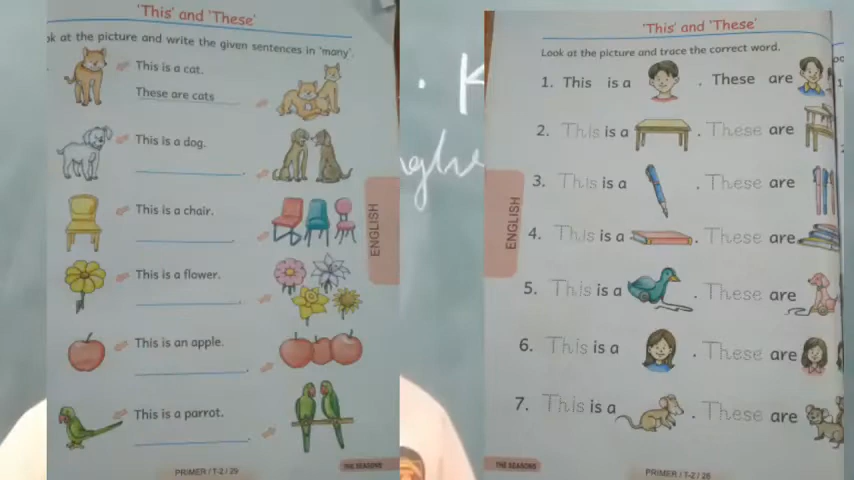 'This' and 'These'
at the picture and write the given sentences in 'many'.
This is a cat.
These are cats
This is a dog.
This is a chair.
This is a flower.
This is an apple.
This is a parrot.
ENGLISH
PRIMER / T-2 / 29
THE SEASONS
'This' and 'These'
Look at the picture and trace the correct word.
1. This is a . These are
2. This is a . These are
3. This is a . These are
4. This is a . These are
5. This is a . These are
6. This is a . These are
7. This is a . These are
ENGLISH
THE SEASONS
PRIMER / T-2 / 28